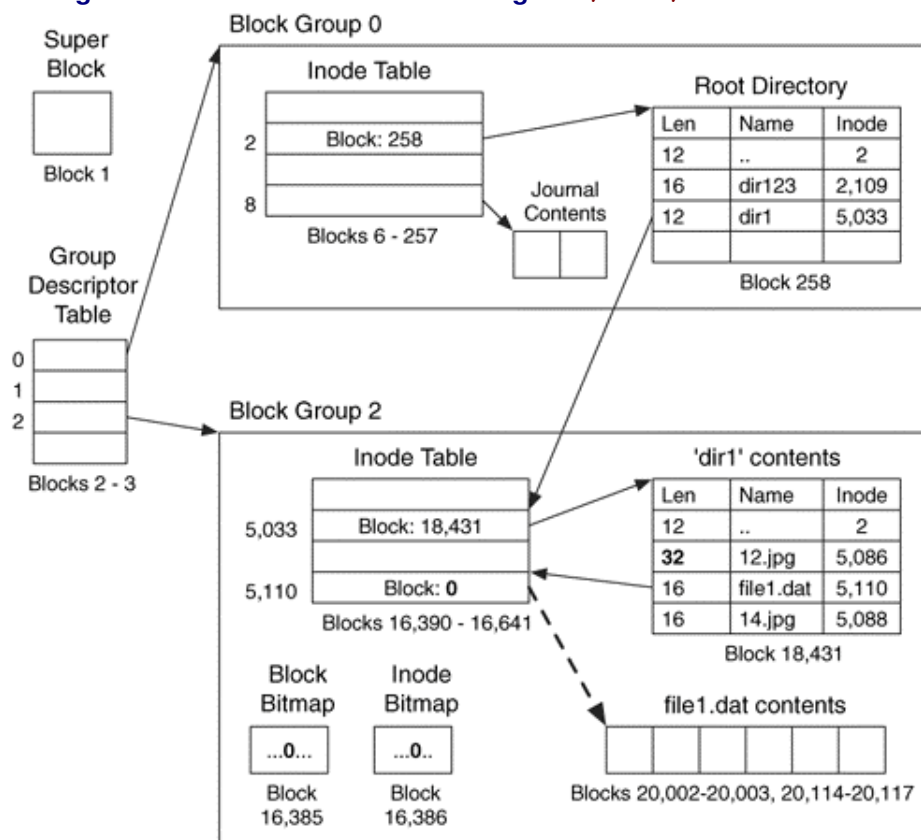 Block Group 0
Super
Block
Block 1
Inode Table
2
Block: 258
8
Blocks 6 - 257
Journal
Contents
Root Directory
Len Name Inode
12 .. 2
16 dir123 2,109
12 dir1 5,033
Block 258
Group
Descriptor
Table
0
1
2
Blocks 2 - 3
Block Group 2
Inode Table
5,033 Block: 18,431
5,110 Block: 0
Blocks 16,390 - 16,641
'dir1' contents
Len Name Inode
12 .. 2
32 12.jpg 5,086
16 file1.dat 5,110
16 14.jpg 5,088
Block 18,431
Block
Bitmap
...0...
Block
16,385
Inode
Bitmap
...0..
Block
16,386
file1.dat contents
Blocks 20,002-20,003, 20,114-20,117